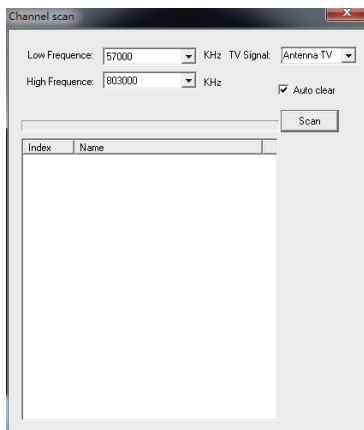 Channel scan
Low Frequence: 57000 KHz TV Signal: Antenna TV
High Frequence: 803000 KHz
Auto clear
Scan
Index Name